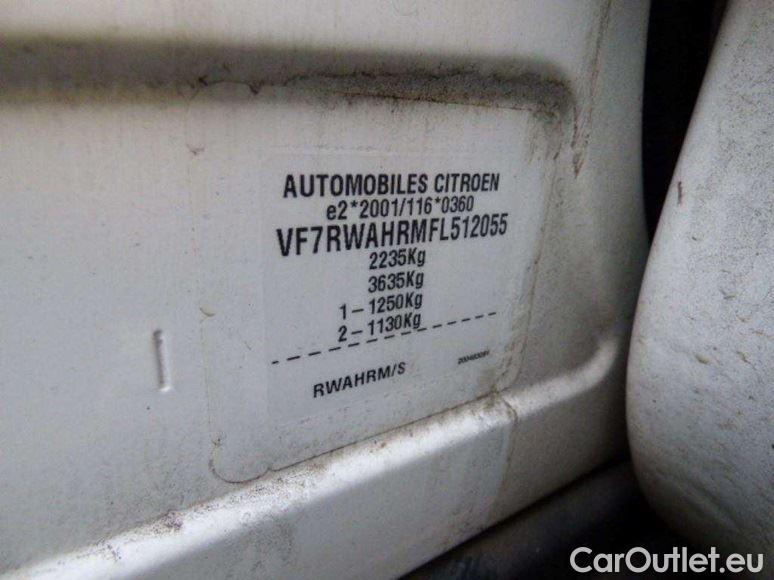 AUTOMOBILES CITROEN
e2*2001/116*0360
VF7RWAHRMFL512055
2235Kg
3635Kg
1-1250Kg
2-1130Kg
RWAHRM/S
CarOutlet.eu